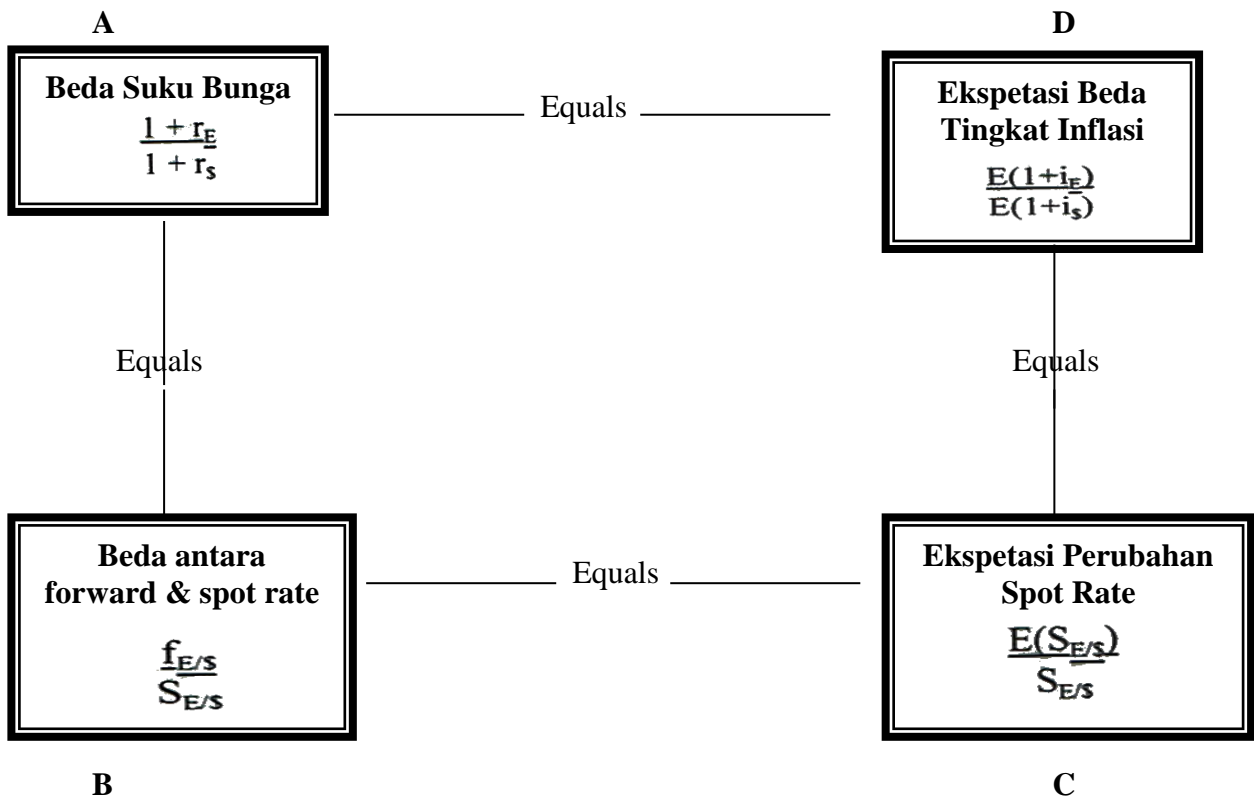 A
D
Beda Suku Bunga
1 + r_E
1 + r_$
Equals
Ekspetasi Beda
Tingkat Inflasi
E(1+i_E)
E(1+i_$)
Equals
Equals
Beda antara
forward & spot rate
f_E/$
S_E/$
Equals
Ekspetasi Perubahan
Spot Rate
E(S_E/$)
S_E/$
B
C